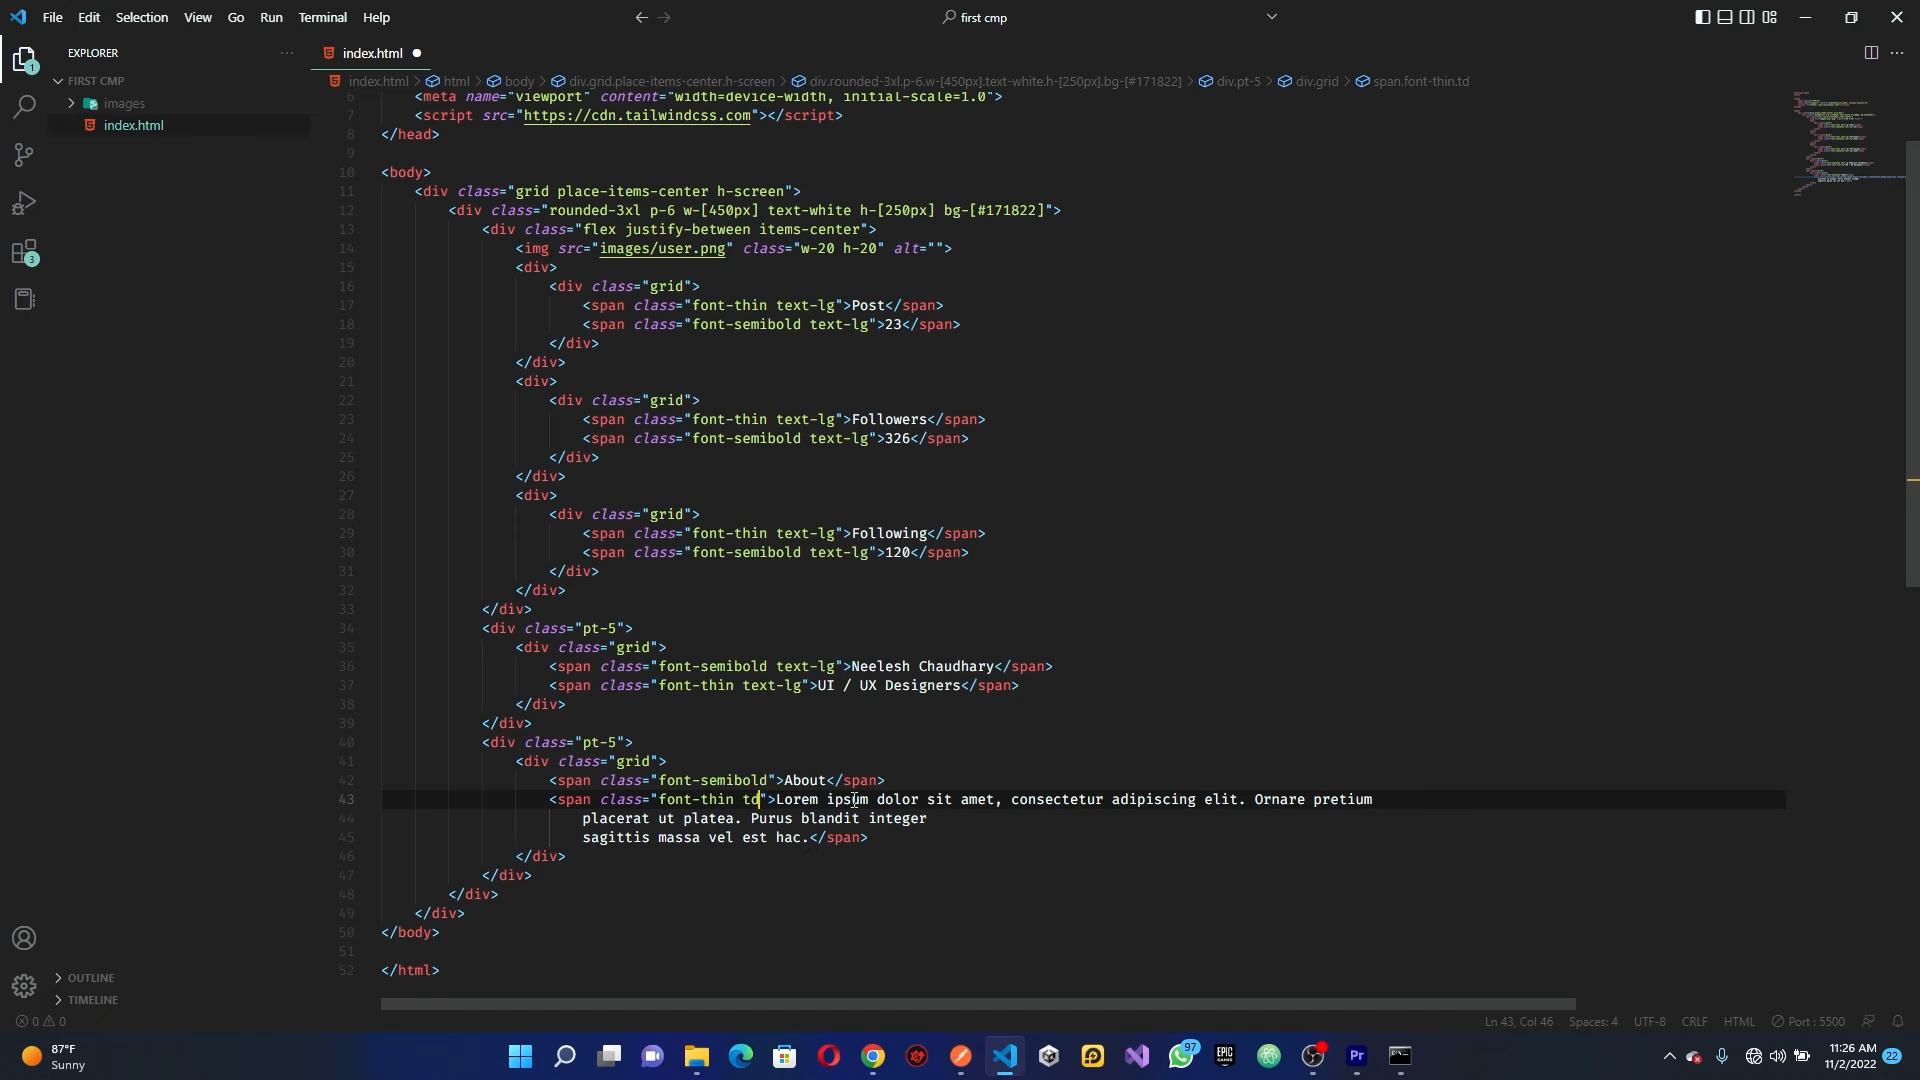 File Edit Selection View Go Run Terminal Help
first cmp
EXPLORER
index.html
FIRST CMP
images
index.html
index.html > html > body > div.grid.place-items-center.h-screen > div.rounded-3xl.p-6.w-[450px].text-white.h-[250px].bg-[#171822] > div.pt-5 > div.grid > span.font-thin.td
6 <meta name="viewport" content="width=device-width, initial-scale=1.0">
7 <script src="https://cdn.tailwindcss.com"></script>
8 </head>
9
10 <body>
11 <div class="grid place-items-center h-screen">
12 <div class="rounded-3xl p-6 w-[450px] text-white h-[250px] bg-[#171822]">
13 <div class="flex justify-between items-center">
14 <img src="images/user.png" class="w-20 h-20" alt="">
15 <div>
16 <div class="grid">
17 <span class="font-thin text-lg">Post</span>
18 <span class="font-semibold text-lg">23</span>
19 </div>
20 </div>
21 <div>
22 <div class="grid">
23 <span class="font-thin text-lg">Followers</span>
24 <span class="font-semibold text-lg">326</span>
25 </div>
26 </div>
27 <div>
28 <div class="grid">
29 <span class="font-thin text-lg">Following</span>
30 <span class="font-semibold text-lg">120</span>
31 </div>
32 </div>
33 </div>
34 <div class="pt-5">
35 <div class="grid">
36 <span class="font-semibold text-lg">Neelesh Chaudhary</span>
37 <span class="font-thin text-lg">UI / UX Designers</span>
38 </div>
39 </div>
40 <div class="pt-5">
41 <div class="grid">
42 <span class="font-semibold">About</span>
43 <span class="font-thin td">Lorem ipsum dolor sit amet, consectetur adipiscing elit. Ornare pretium
44 placerat ut platea. Purus blandit integer
45 sagittis massa vel est hac.</span>
46 </div>
47 </div>
48 </div>
49 </div>
50 </body>
51
52 </html>
1
3
OUTLINE
TIMELINE
0 0
Ln 43, Col 46 Spaces: 4 UTF-8 CRLF HTML Port : 5500
87°F
Sunny
97
EPIC GAMES
Pr
11:26 AM
11/2/2022
22